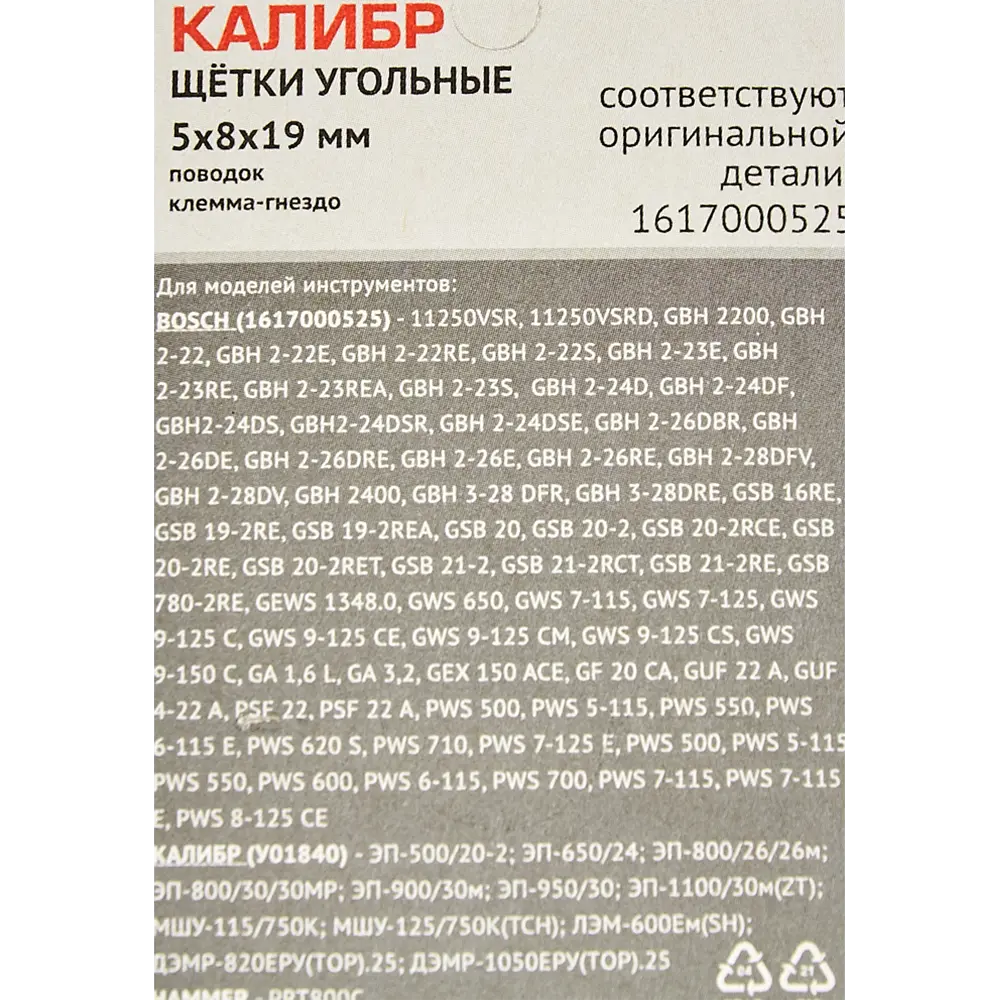 КАЛИБР
ЩЁТКИ УГОЛЬНЫЕ
5х8х19 мм
поводок
клемма-гнездо
соответствуют
оригинальной
детали
1617000525
Для моделей инструментов:
BOSCH (1617000525) - 11250VSR, 11250VSRD, GBH 2200, GBH
2-22, GBH 2-22E, GBH 2-22RE, GBH 2-22S, GBH 2-23E, GBH
2-23RE, GBH 2-23REA, GBH 2-23S, GBH 2-24D, GBH 2-24DF,
GBH2-24DS, GBH2-24DSR, GBH 2-24DSE, GBH 2-26DBR, GBH
2-26DE, GBH 2-26DRE, GBH 2-26E, GBH 2-26RE, GBH 2-28DFV,
GBH 2-28DV, GBH 2400, GBH 3-28 DFR, GBH 3-28DRE, GSB 16RE,
GSB 19-2RE, GSB 19-2REA, GSB 20, GSB 20-2, GSB 20-2RCE, GSB
20-2RE, GSB 20-2RET, GSB 21-2, GSB 21-2RCT, GSB 21-2RE, GSB
780-2RE, GEWS 1348.0, GWS 650, GWS 7-115, GWS 7-125, GWS
9-125 C, GWS 9-125 CE, GWS 9-125 CM, GWS 9-125 CS, GWS
9-150 C, GA 1,6 L, GA 3,2, GEX 150 ACE, GF 20 CA, GUF 22 A, GUF
4-22 A, PSF 22, PSF 22 A, PWS 500, PWS 5-115, PWS 550, PWS
6-115 E, PWS 620 S, PWS 710, PWS 7-125 E, PWS 500, PWS 5-115
PWS 550, PWS 600, PWS 6-115, PWS 700, PWS 7-115, PWS 7-115
E, PWS 8-125 CE
КАЛИБР (У01840) - ЭП-500/20-2; ЭП-650/24; ЭП-800/26/26м;
ЭП-800/30/30МР; ЭП-900/30м; ЭП-950/30; ЭП-1100/30м(ZT);
МШУ-115/750К; МШУ-125/750К(TCH); ЛЭМ-600Ем(SH);
ДЭМР-820ЕРУ(TOP).25; ДЭМР-1050ЕРУ(TOP).25
HAMMER - PRT800C
04 21